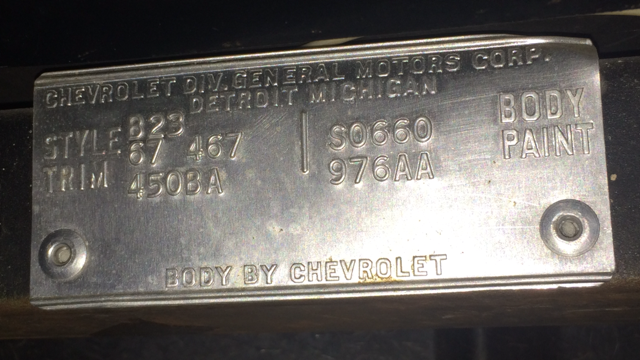 CHEVROLET DIV. GENERAL MOTORS CORP.
DETROIT MICHIGAN
B23
STYLE 67 467 | S0660 BODY
TRIM 450BA 976AA PAINT
BODY BY CHEVROLET